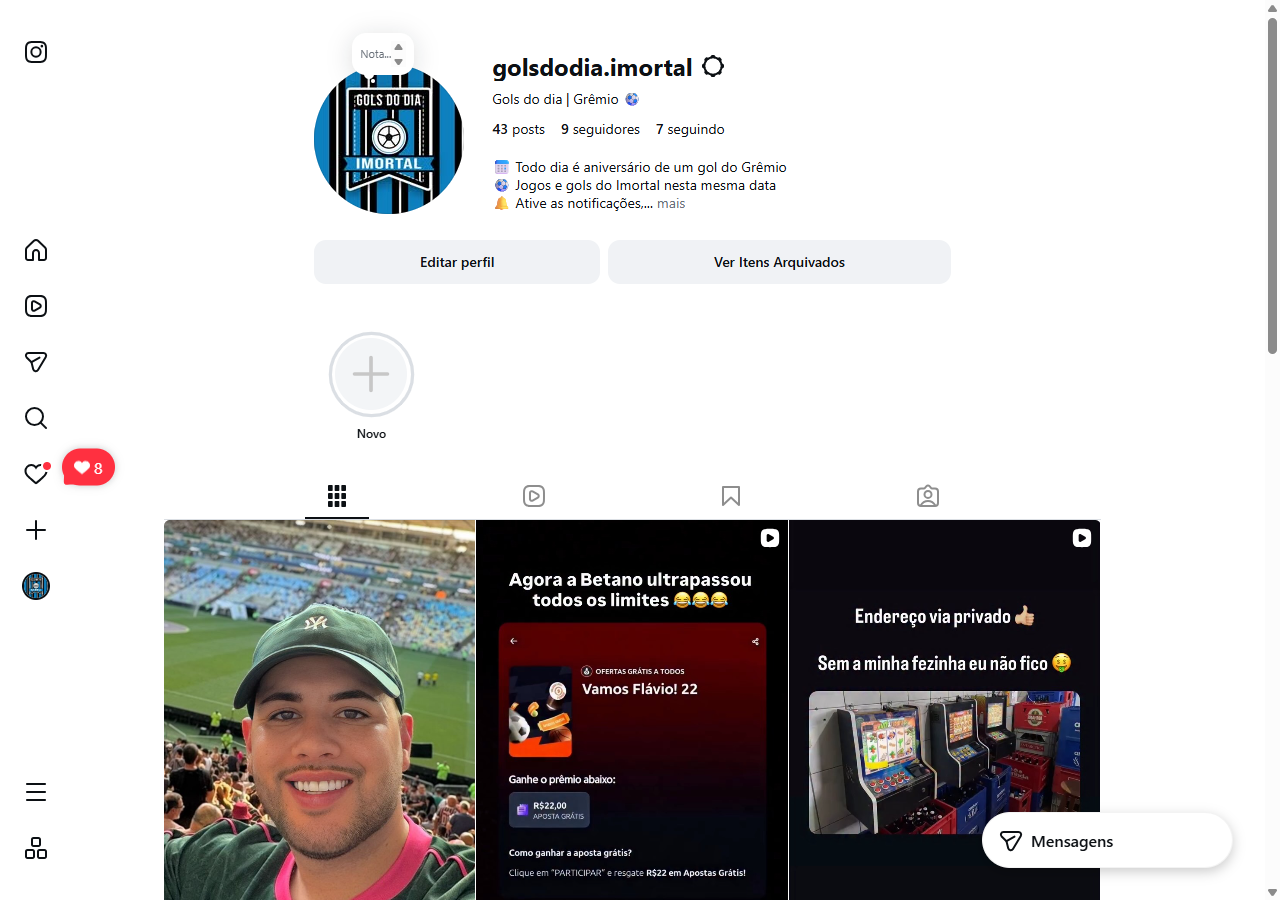 Nota...
GOLS DO DIA
IMORTAL
golsdodia.imortal
Gols do dia | Grêmio
43 posts 9 seguidores 7 seguindo
Todo dia é aniversário de um gol do Grêmio
Jogos e gols do Imortal nesta mesma data
Ative as notificações,... mais
Editar perfil
Ver Itens Arquivados
Novo
8
Agora a Betano ultrapassou
todos os limites 😂😂😂
OFERTAS GRÁTIS A TODOS
Vamos Flávio! 22
Ganhe o prêmio abaixo:
R$22,00
APOSTA GRÁTIS
Como ganhar a aposta grátis?
Clique em "PARTICIPAR" e resgate R$22 em Apostas Grátis!
Endereço via privado 👍🏼
Sem a minha fezinha eu não fico 🤑
Mensagens